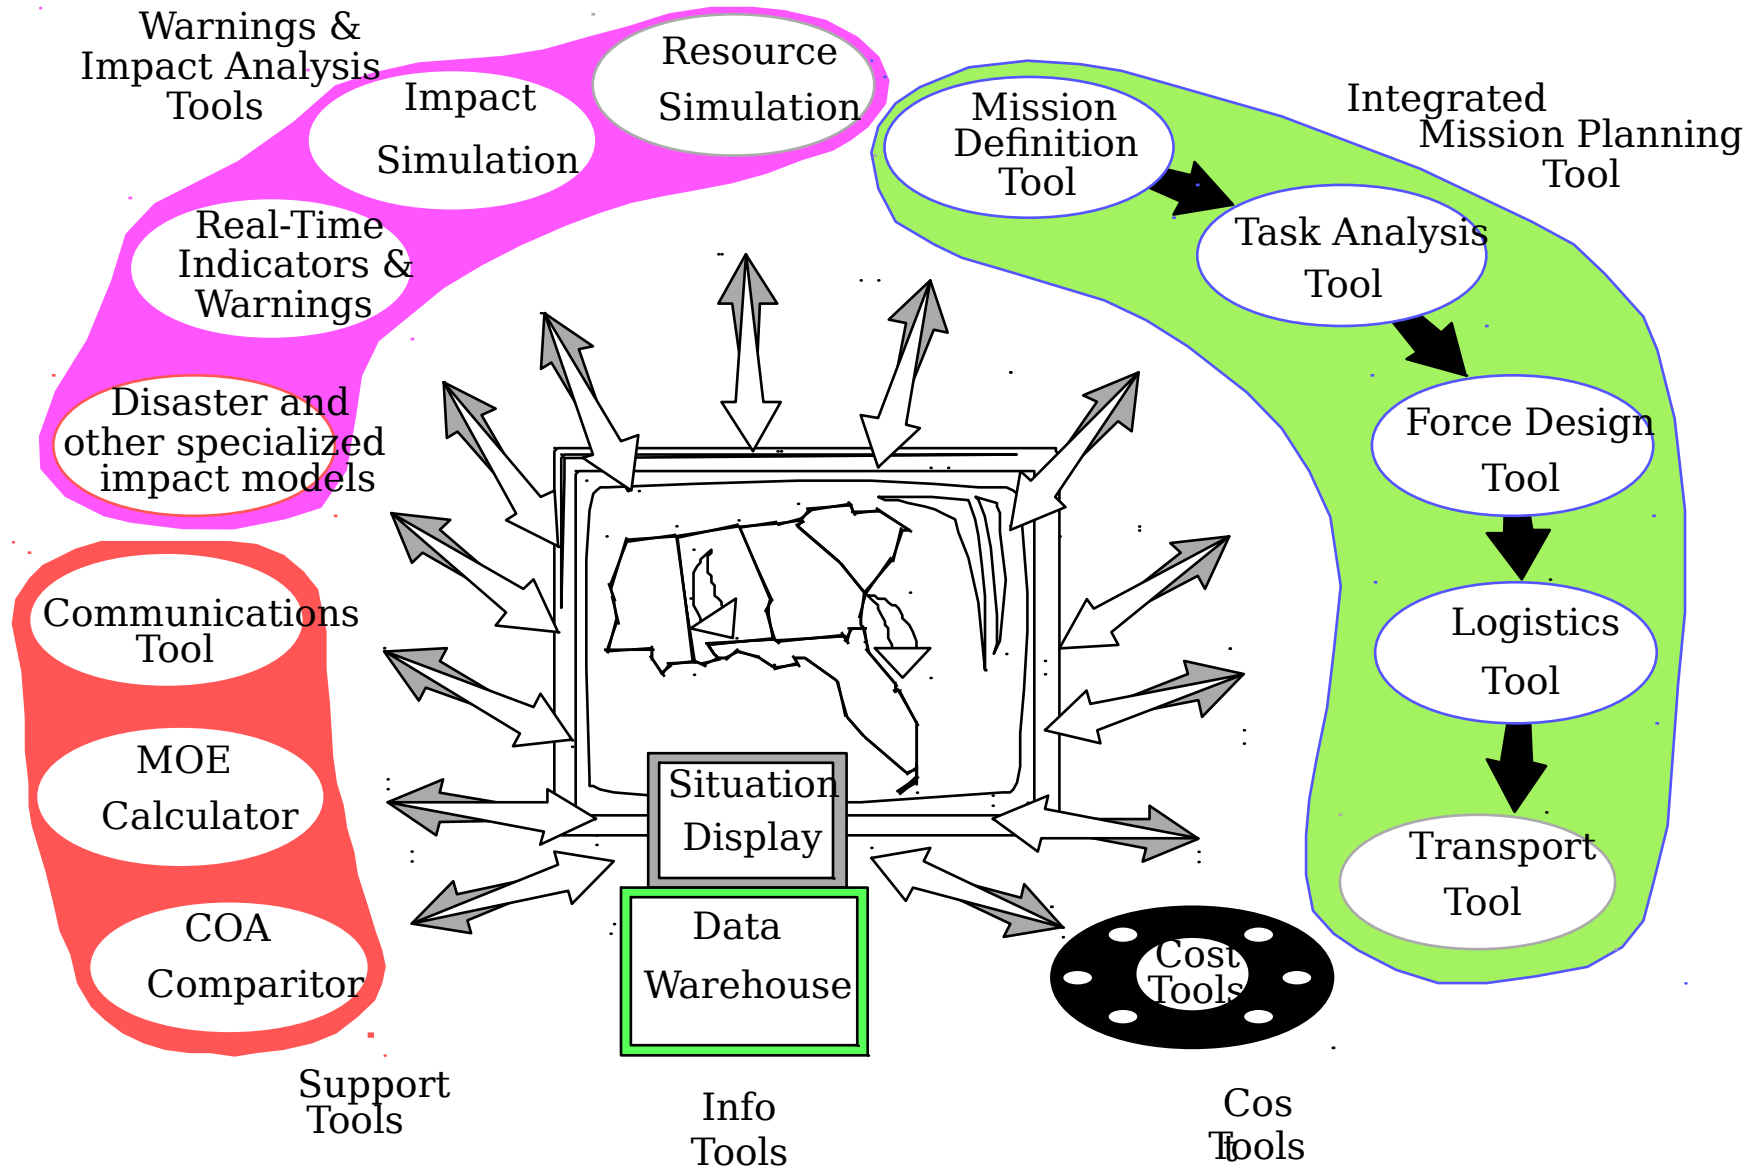 Warnings &
Impact Analysis
Tools
Resource
Simulation
Impact
Simulation
Real-Time
Indicators &
Warnings
Disaster and
other specialized
impact models
Mission
Definition
Tool
Integrated
Mission Planning
Tool
Task Analysis
Tool
Force Design
Tool
Logistics
Tool
Transport
Tool
Communications
Tool
MOE
Calculator
COA
Comparitor
Situation
Display
Data
Warehouse
Cost
Tools
Support
Tools
Info
Tools
Cos
t
Tools